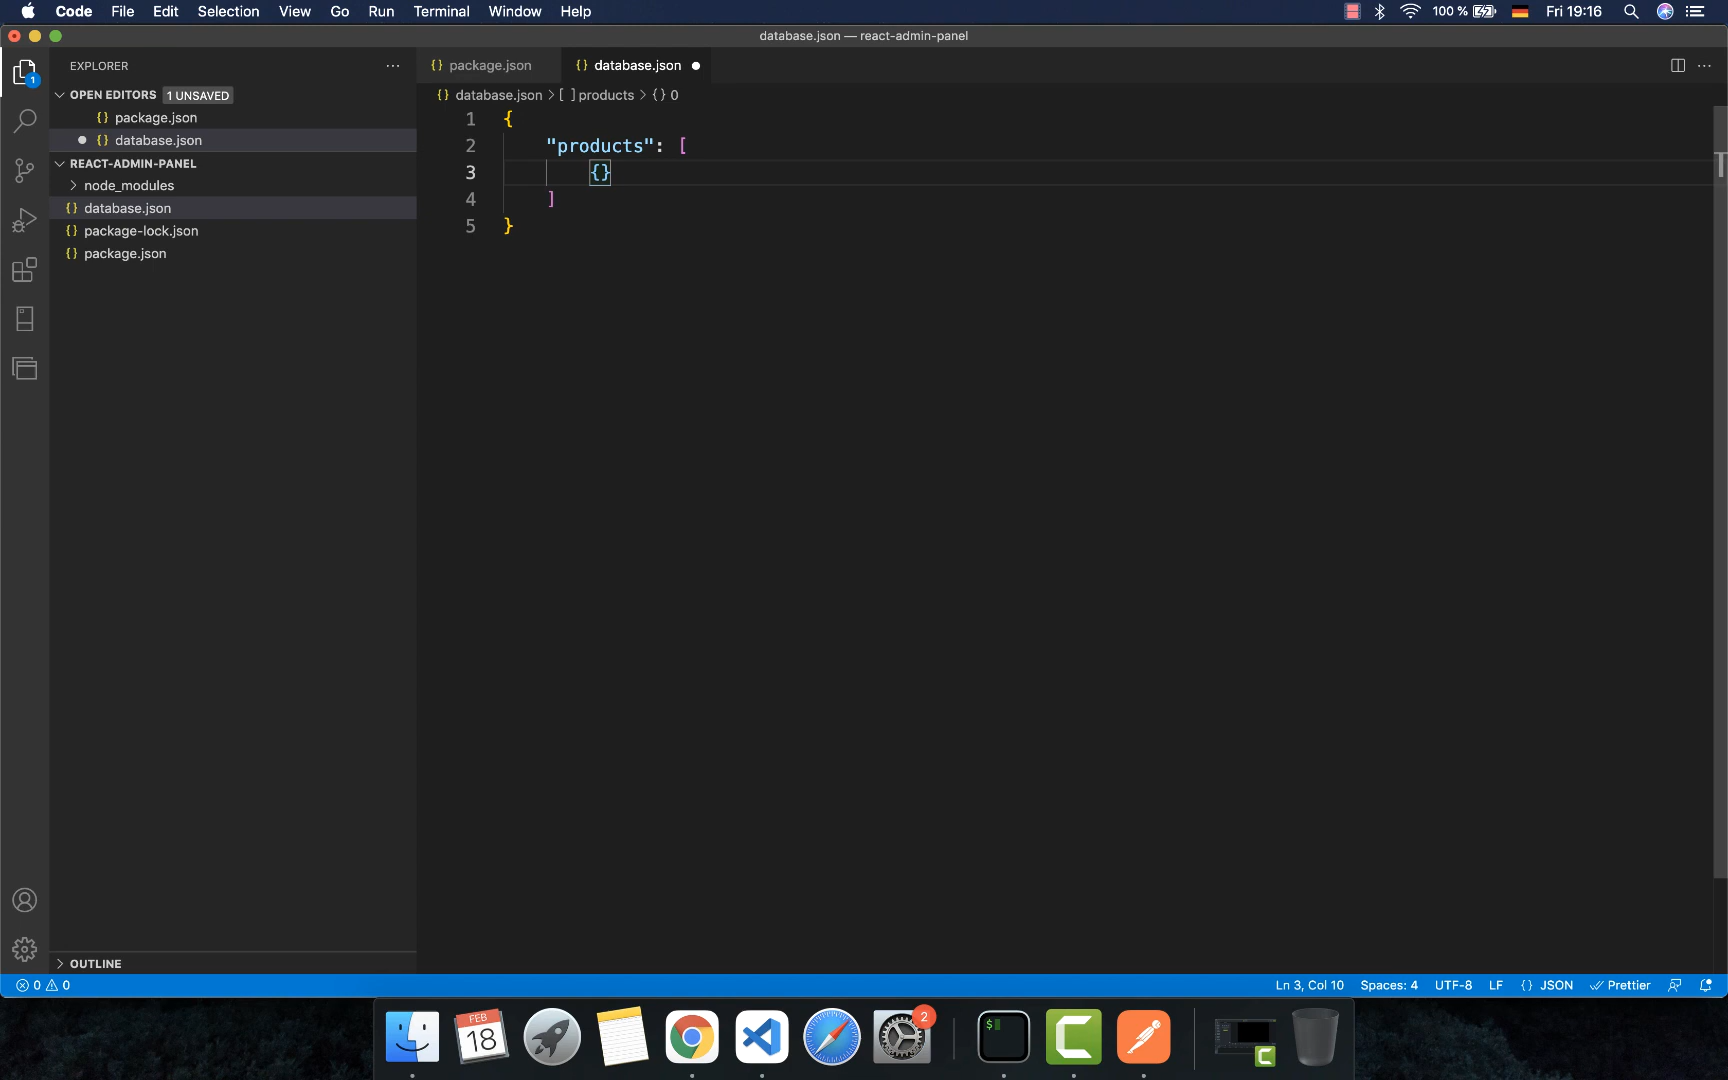 Code File Edit Selection View Go Run Terminal Window Help
100 % Fri 19:16
database.json — react-admin-panel
1
EXPLORER
package.json
database.json
OPEN EDITORS 1 UNSAVED
{} package.json
{} database.json
REACT-ADMIN-PANEL
node_modules
{} database.json
{} package-lock.json
{} package.json
OUTLINE
{} database.json > [ ] products > {} 0
1 {
2 "products": [
3 {}
4 ]
5 }
0 0
Ln 3, Col 10 Spaces: 4 UTF-8 LF {} JSON Prettier
FEB
18
2
$